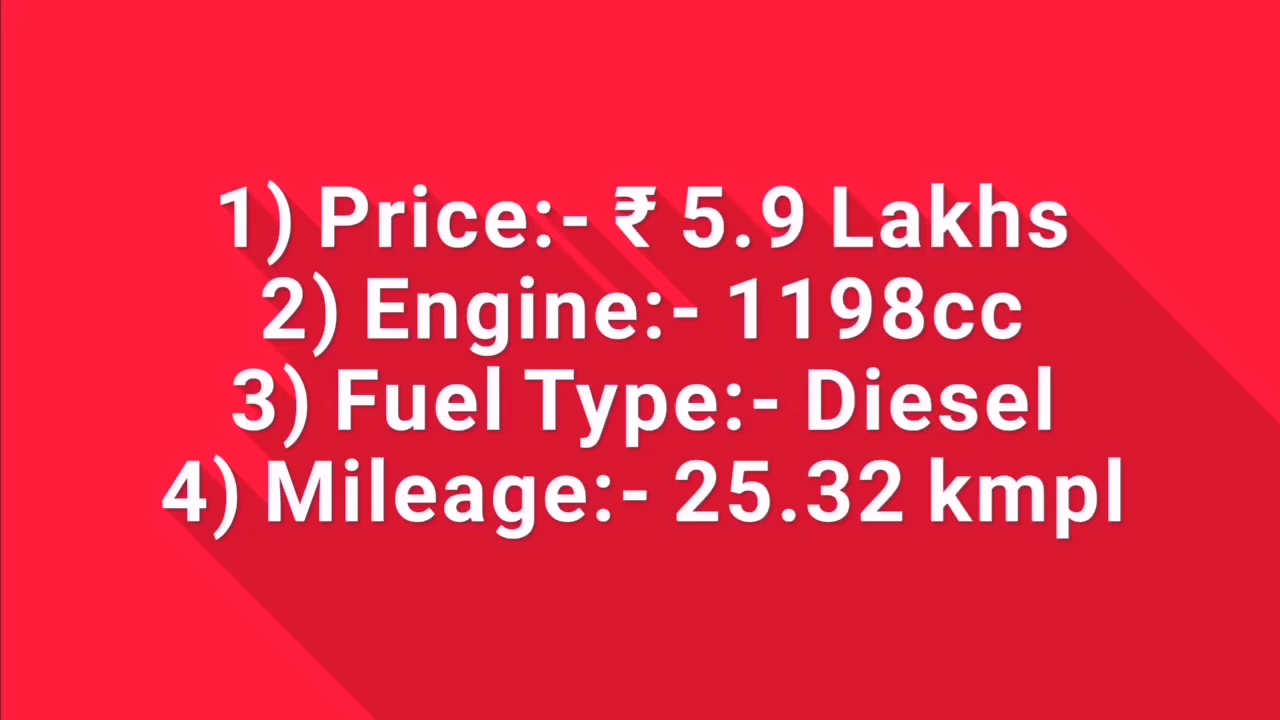 1) Price:- ₹ 5.9 Lakhs
2) Engine:- 1198cc
3) Fuel Type:- Diesel
4) Mileage:- 25.32 kmpl